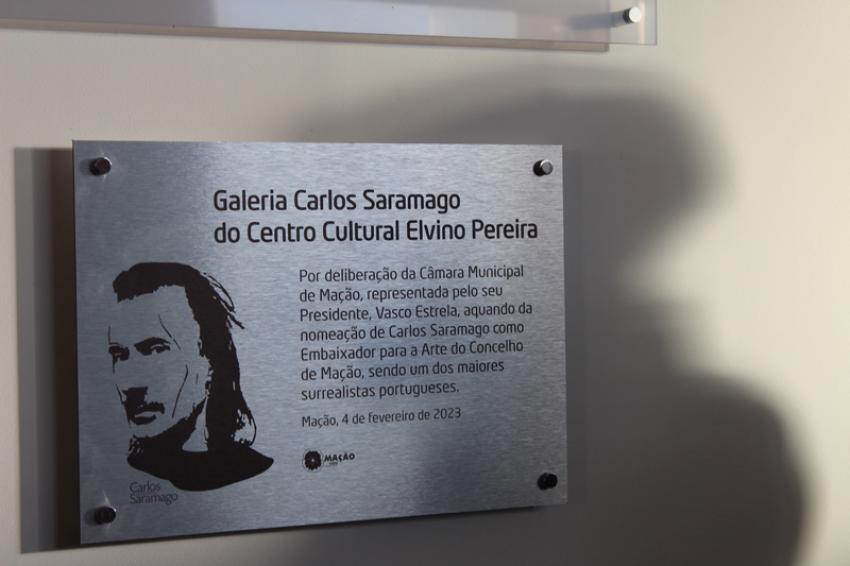 Galeria Carlos Saramago
do Centro Cultural Elvino Pereira
Por deliberação da Câmara Municipal
de Mação, representada pelo seu
Presidente, Vasco Estrela, aquando da
nomeação de Carlos Saramago como
Embaixador para a Arte do Concelho
de Mação, sendo um dos maiores
surrealistas portugueses.
Mação, 4 de fevereiro de 2023
MAÇÃO
Carlos
Saramago